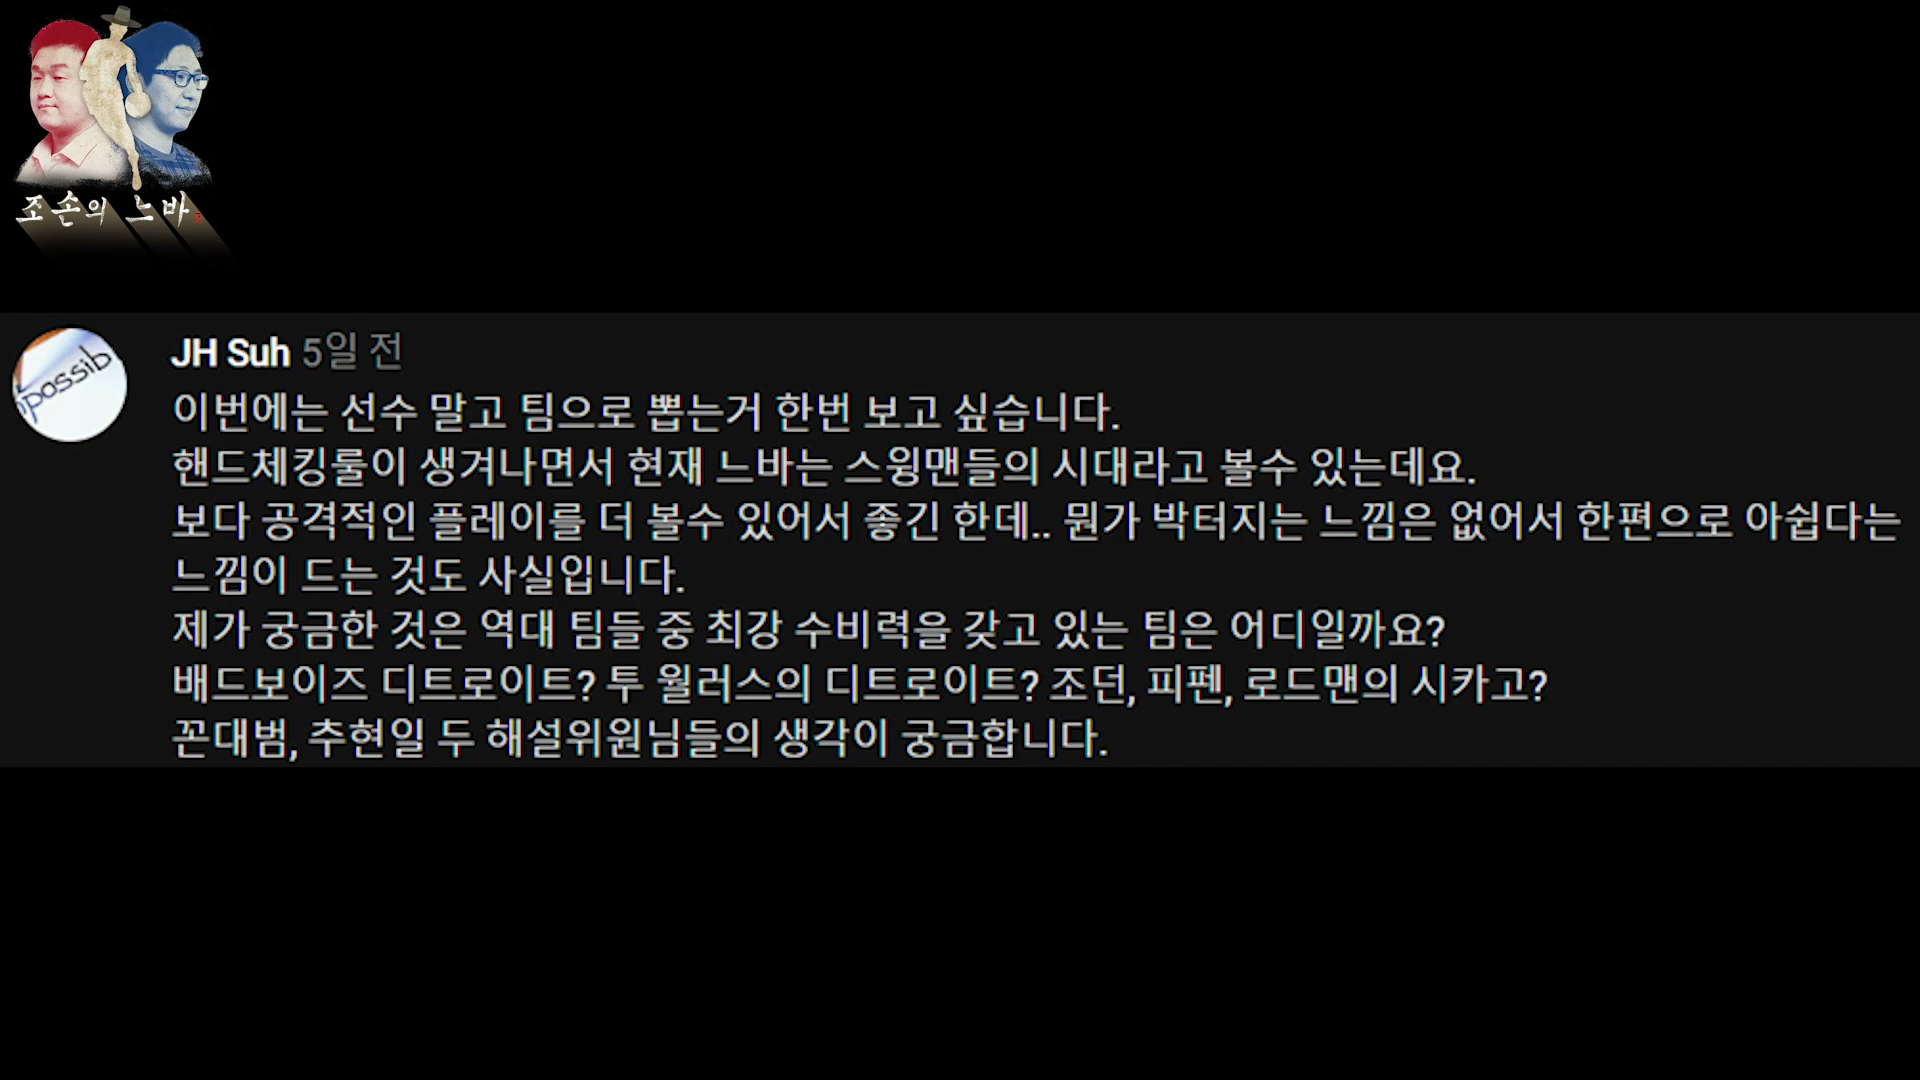 조손의 느바
JH Suh 5일 전
possib
이번에는 선수 말고 팀으로 뽑는거 한번 보고 싶습니다.
핸드체킹룰이 생겨나면서 현재 느바는 스윙맨들의 시대라고 볼수 있는데요.
보다 공격적인 플레이를 더 볼수 있어서 좋긴 한데.. 뭔가 박터지는 느낌은 없어서 한편으로 아쉽다는
느낌이 드는 것도 사실입니다.
제가 궁금한 것은 역대 팀들 중 최강 수비력을 갖고 있는 팀은 어디일까요?
배드보이즈 디트로이트? 투 월러스의 디트로이트? 조던, 피펜, 로드맨의 시카고?
꼰대범, 추현일 두 해설위원님들의 생각이 궁금합니다.